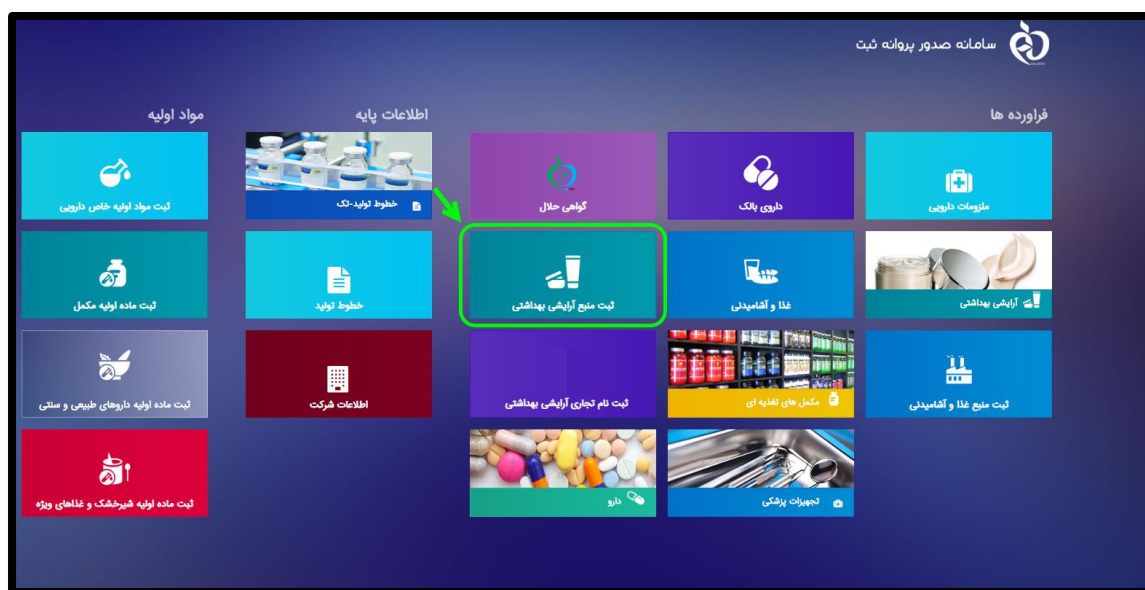 سامانه صدور پروانه ثبت
فرآورده ها
اطلاعات پایه
مواد اولیه
ملزومات دارویی
داروی بالک
گواهی حلال
خطوط تولید-تک
ثبت مواد اولیه خاص دارویی
آرایشی بهداشتی
غذا و آشامیدنی
ثبت منبع آرایشی بهداشتی
خطوط تولید
ثبت ماده اولیه مکمل
ثبت منبع غذا و آشامیدنی
مکمل های تغذیه ای
ثبت نام تجاری آرایشی بهداشتی
اطلاعات شرکت
ثبت ماده اولیه داروهای طبیعی و سنتی
تجهیزات پزشکی
دارو
ثبت ماده اولیه شیرخشک و غذاهای ویژه